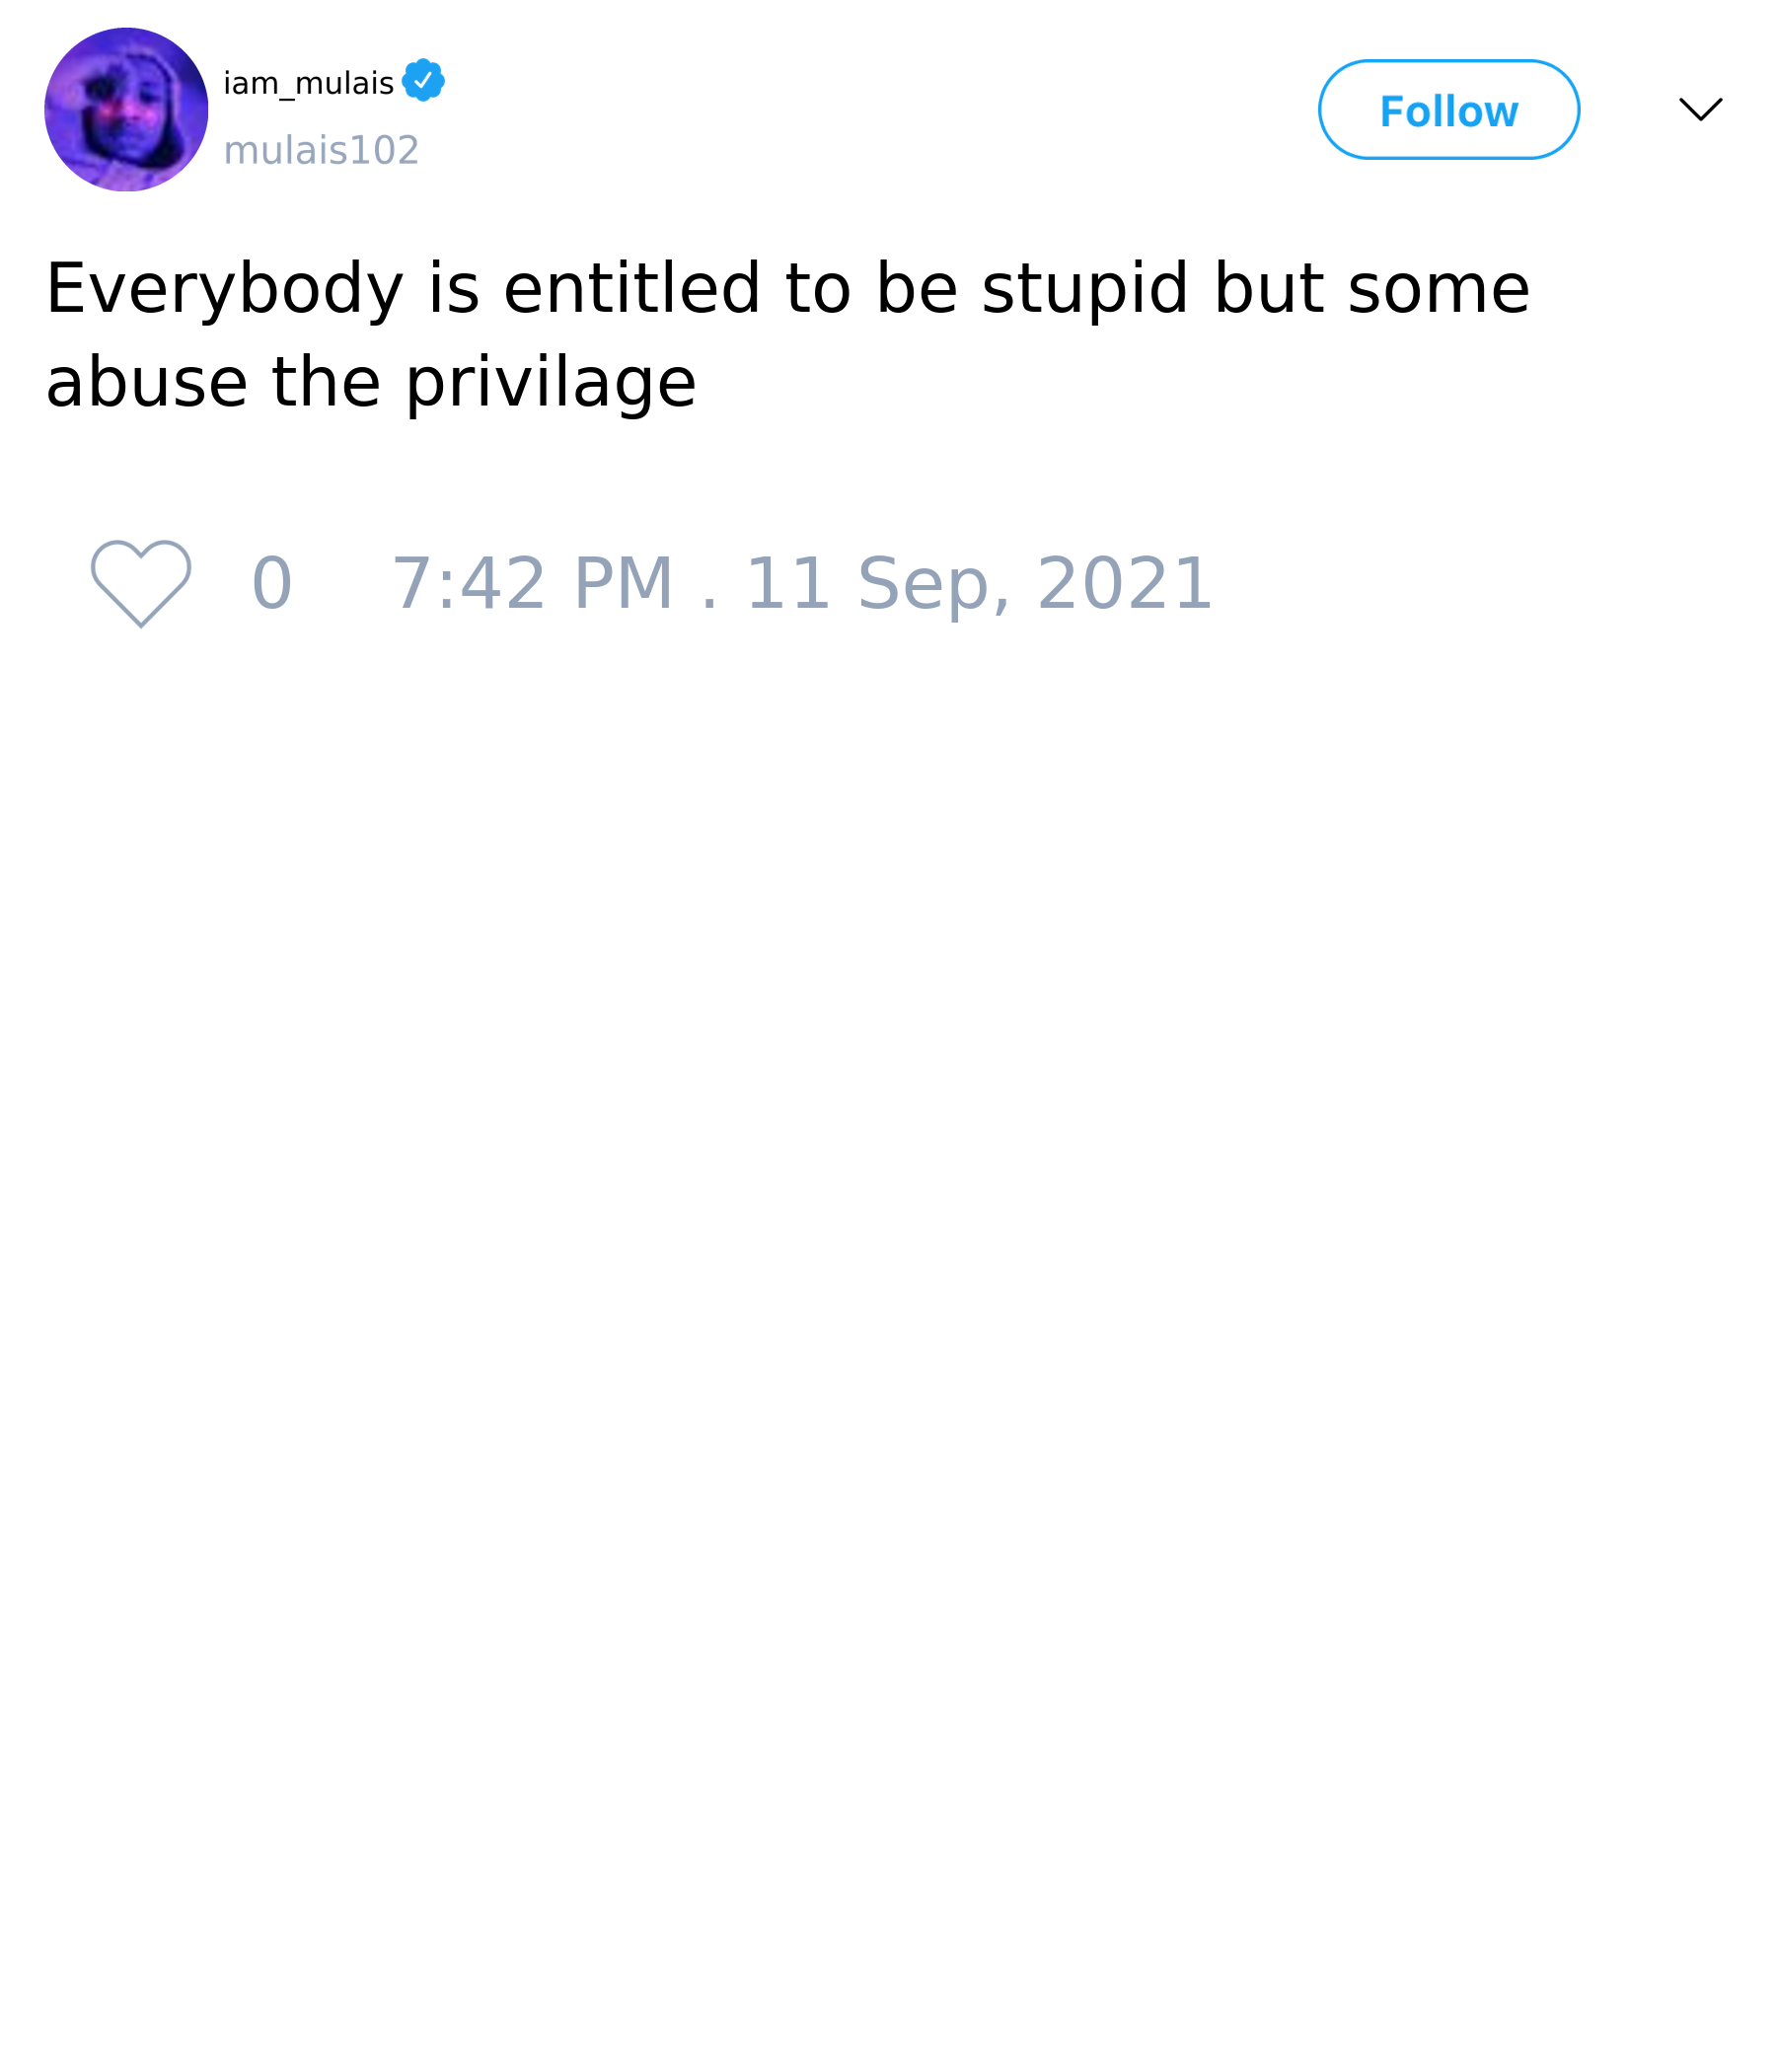 iam_mulais
mulais102
Follow
Everybody is entitled to be stupid but some
abuse the privilage
0 7:42 PM . 11 Sep, 2021